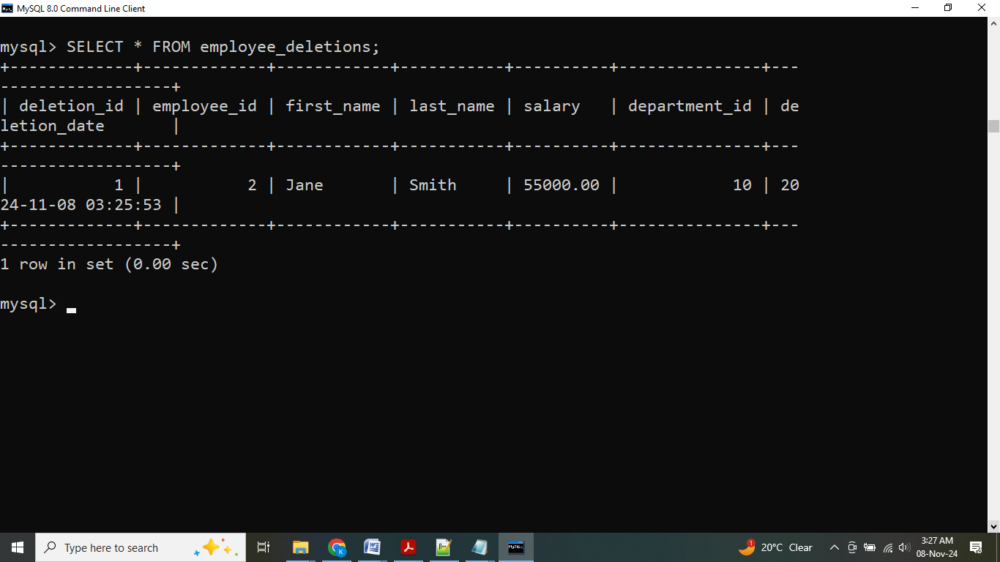 MySQL 8.0 Command Line Client
mysql> SELECT * FROM employee_deletions;
+-------------+-------------+------------+-----------+----------+---------------+---
------------------+
| deletion_id | employee_id | first_name | last_name | salary   | department_id | de
letion_date       |
+-------------+-------------+------------+-----------+----------+---------------+---
------------------+
|           1 |           2 | Jane       | Smith     | 55000.00 |            10 | 20
24-11-08 03:25:53 |
+-------------+-------------+------------+-----------+----------+---------------+---
------------------+
1 row in set (0.00 sec)
mysql>
Type here to search
K
W
MySQL
1
20°C Clear
3:27 AM
08-Nov-24